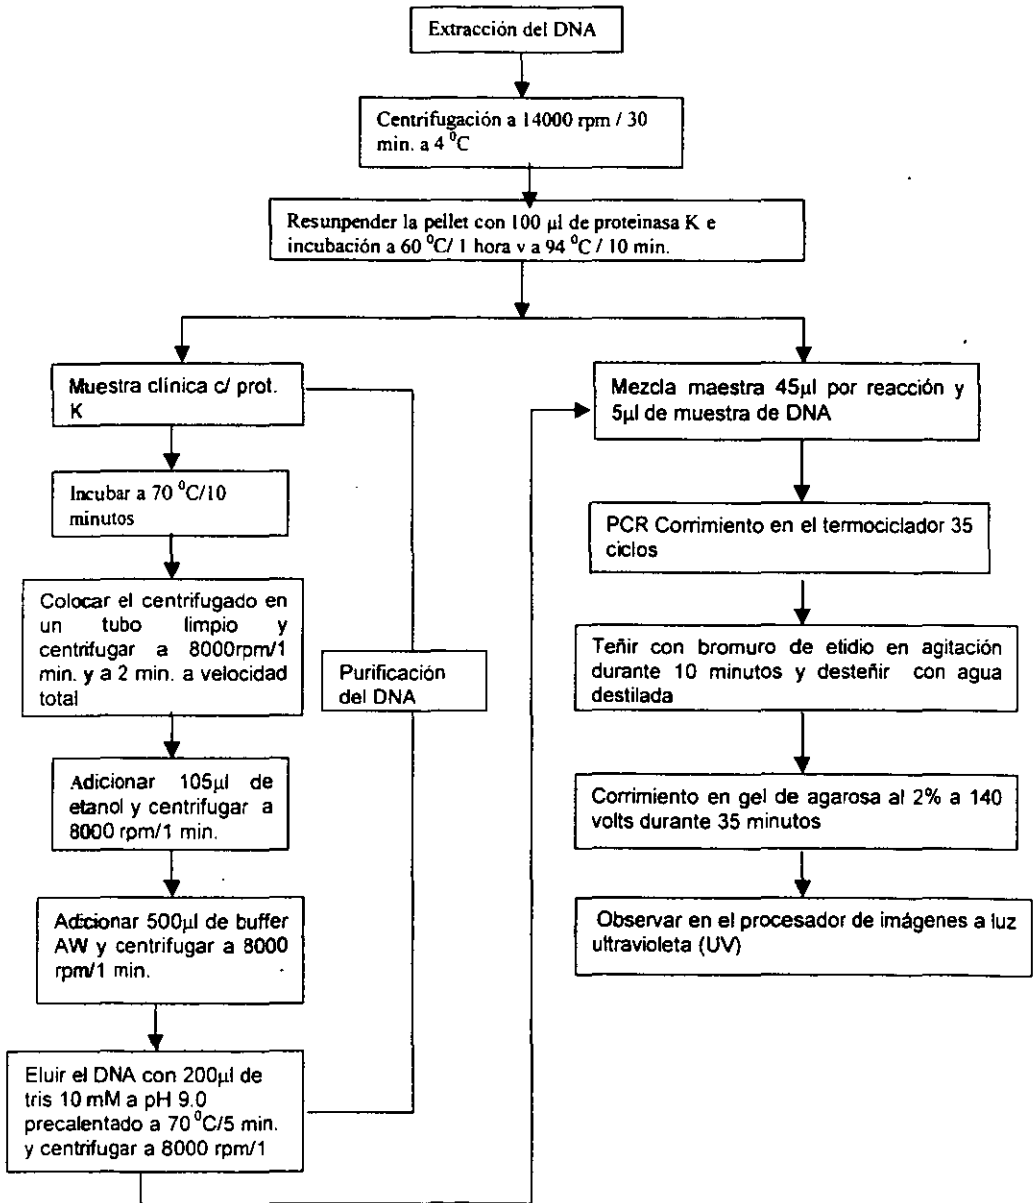 Extracción del DNA
Centrifugación a 14000 rpm / 30
min. a 4 ⁰C
Resunpender la pellet con 100 µl de proteinasa K e
incubación a 60 ⁰C/ 1 hora y a 94 ⁰C / 10 min.
Muestra clínica c/ prot.
K
Incubar a 70 ⁰C/10
minutos
Colocar el centrifugado en
un tubo limpio y
centrifugar a 8000rpm/1
min. y a 2 min. a velocidad
total
Adicionar 105µl de
etanol y centrifugar a
8000 rpm/1 min.
Adicionar 500µl de buffer
AW y centrifugar a 8000
rpm/1 min.
Eluir el DNA con 200µl de
tris 10 mM a pH 9.0
precalentado a 70 ⁰C/5 min.
y centrifugar a 8000 rpm/1
Purificación
del DNA
Mezcla maestra 45µl por reacción y
5µl de muestra de DNA
PCR Corrimiento en el termociclador 35
ciclos
Teñir con bromuro de etidio en agitación
durante 10 minutos y desteñir con agua
destilada
Corrimiento en gel de agarosa al 2% a 140
volts durante 35 minutos
Observar en el procesador de imágenes a luz
ultravioleta (UV)